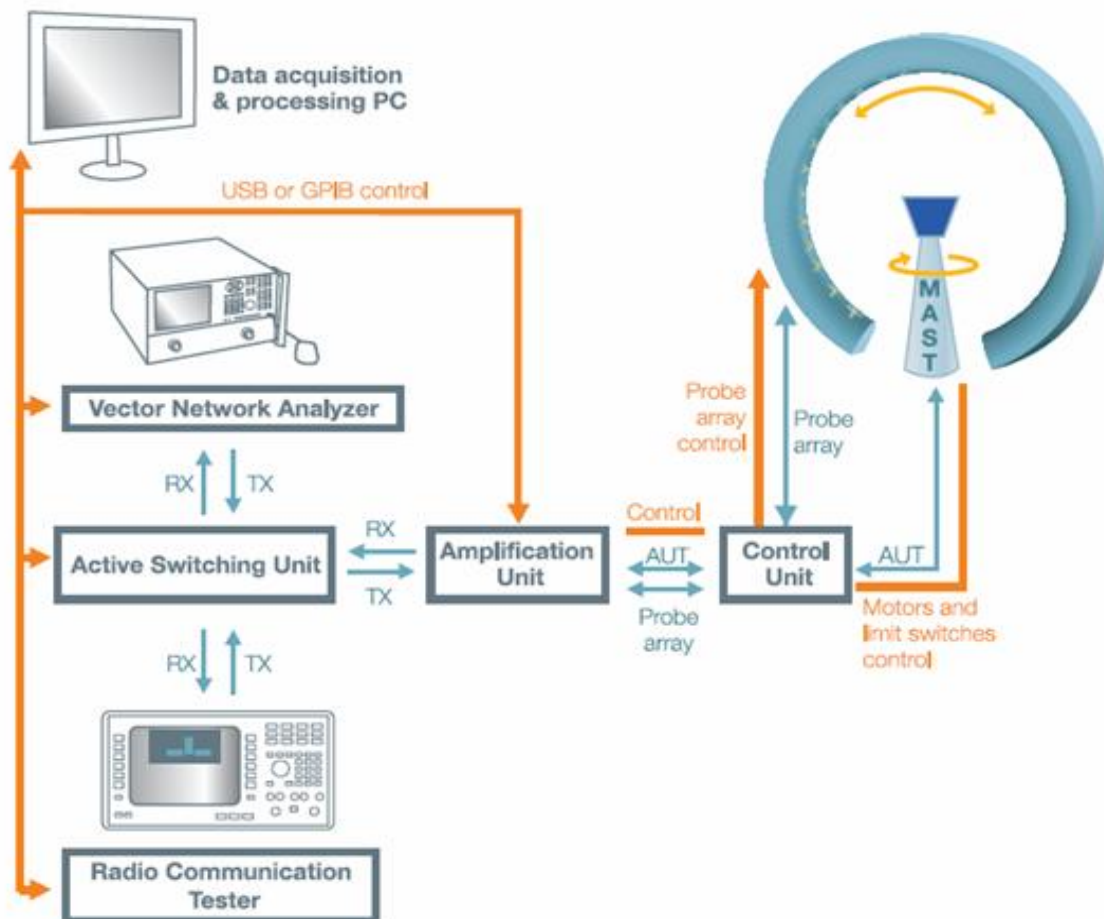 Data acquisition
& processing PC
USB or GPIB control
Vector Network Analyzer
RX
TX
Active Switching Unit
RX
TX
Amplification
Unit
Control
AUT
Probe
array
Control
Unit
Probe
array
control
Probe
array
MAST
AUT
Motors and
limit switches
control
RX
TX
Radio Communication
Tester